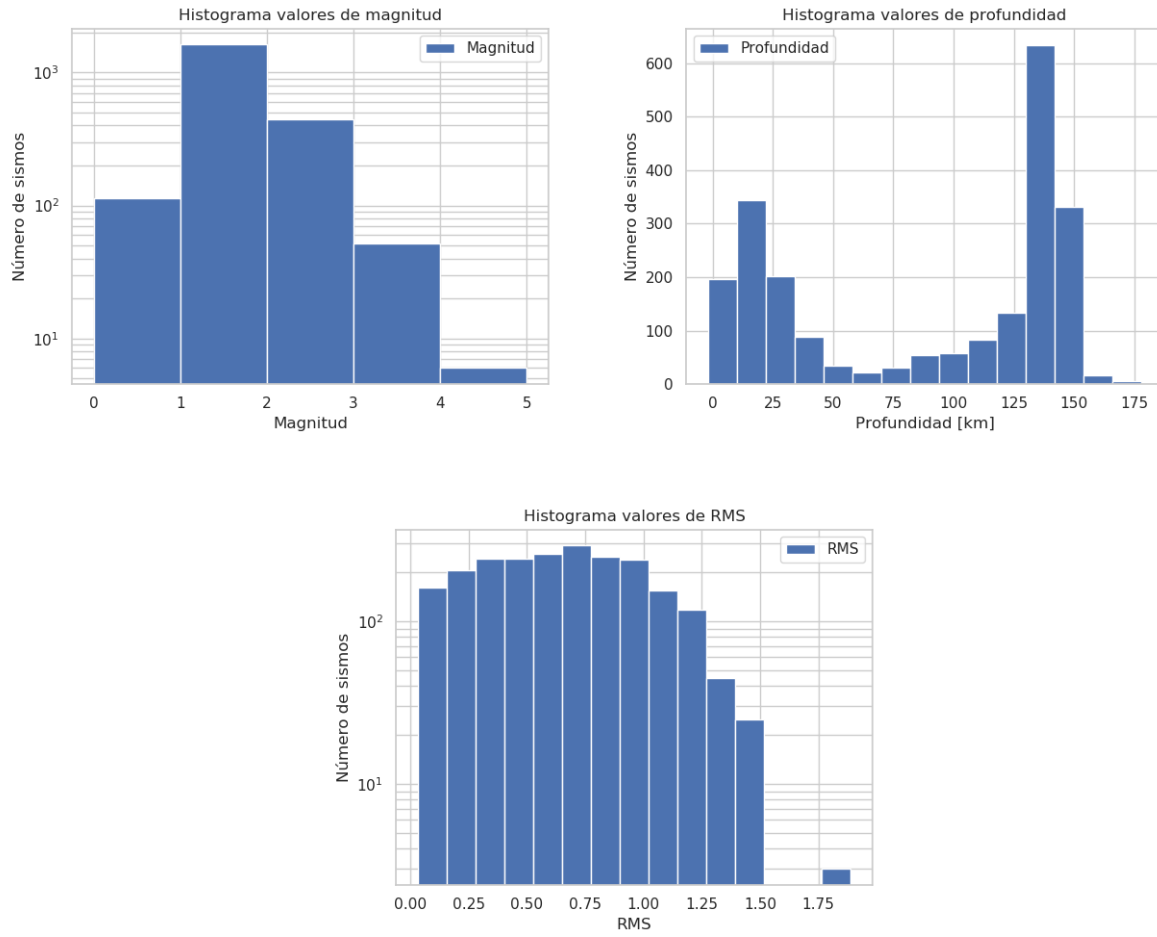 Histograma valores de magnitud
Magnitud
Número de sismos
10³
10²
10¹
0 1 2 3 4 5
Magnitud
Histograma valores de profundidad
Profundidad
Número de sismos
600
500
400
300
200
100
0
0 25 50 75 100 125 150 175
Profundidad [km]
Histograma valores de RMS
RMS
Número de sismos
10²
10¹
0.00 0.25 0.50 0.75 1.00 1.25 1.50 1.75
RMS